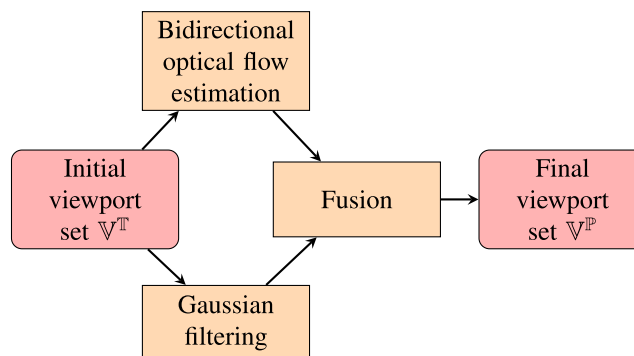 Bidirectional
optical flow
estimation
Initial
viewport
set 𝕍^𝕋
Fusion
Final
viewport
set 𝕍^ℙ
Gaussian
filtering